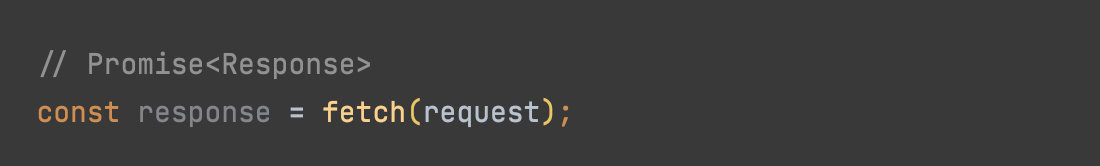 // Promise<Response>
const response = fetch(request);